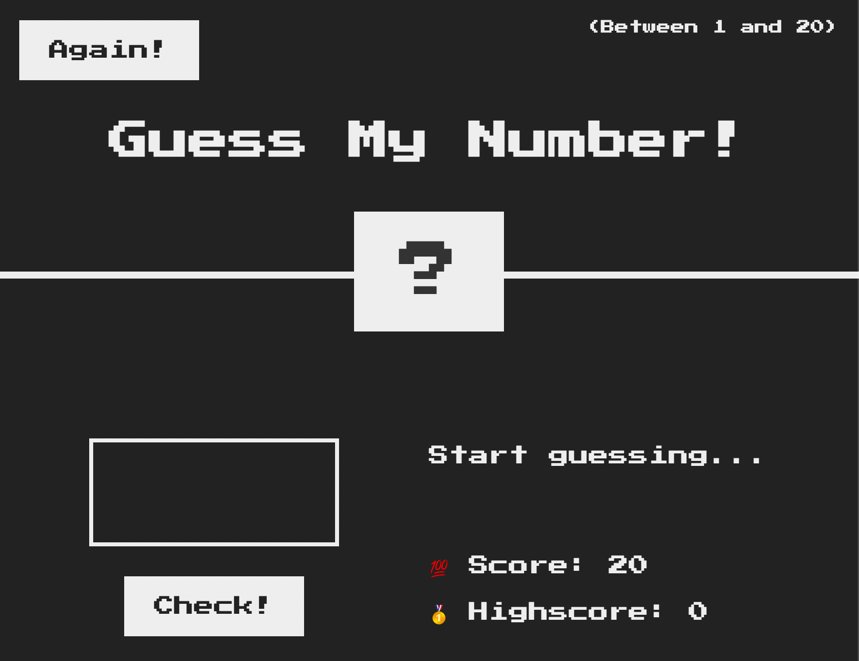 Again!
(Between 1 and 20)
Guess My Number!
?
Start guessing...
💯 Score: 20
Check!
🥇 Highscore: 0